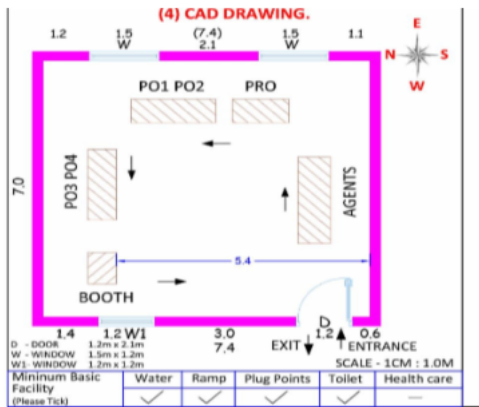 (4) CAD DRAWING.
1.2 1.5 (7.4) 1.5 1.1
W 2.1 W
E
N S
W
PO1 PO2 PRO
7.0
PO3 PO4
AGENTS
5.4
BOOTH
D
1.4 1.2 W1 3.0 1.2 0.6
7.4 EXIT ENTRANCE
D - DOOR 1.2m x 2.1m
W - WINDOW 1.5m x 1.2m
W1- WINDOW 1.2m x 1.2m
SCALE - 1CM : 1.0M
Mininum Basic Facility (Please Tick) Water Ramp Plug Points Toilet Health care